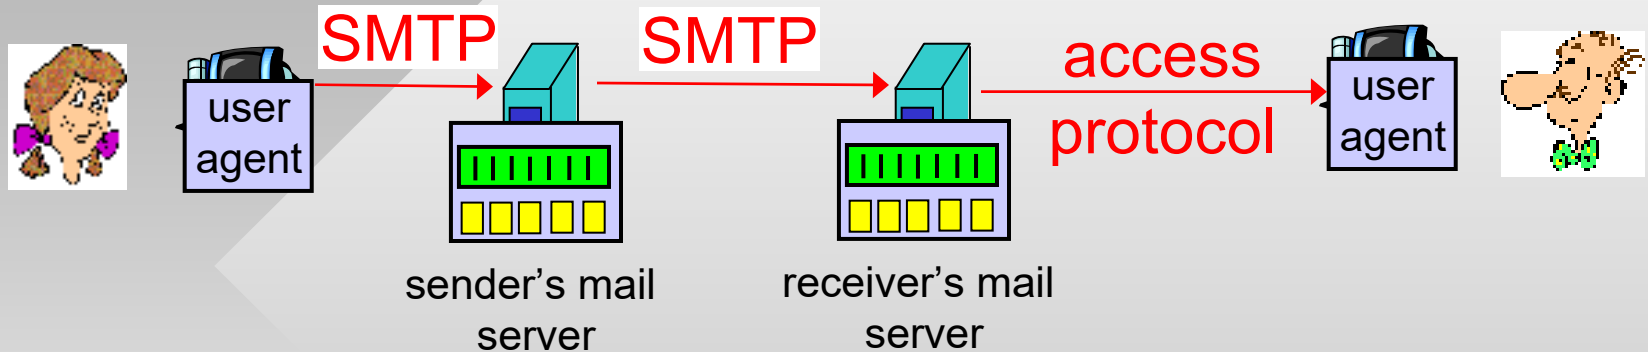 SMTP
SMTP
access
protocol
user
agent
user
agent
sender’s mail
server
receiver’s mail
server